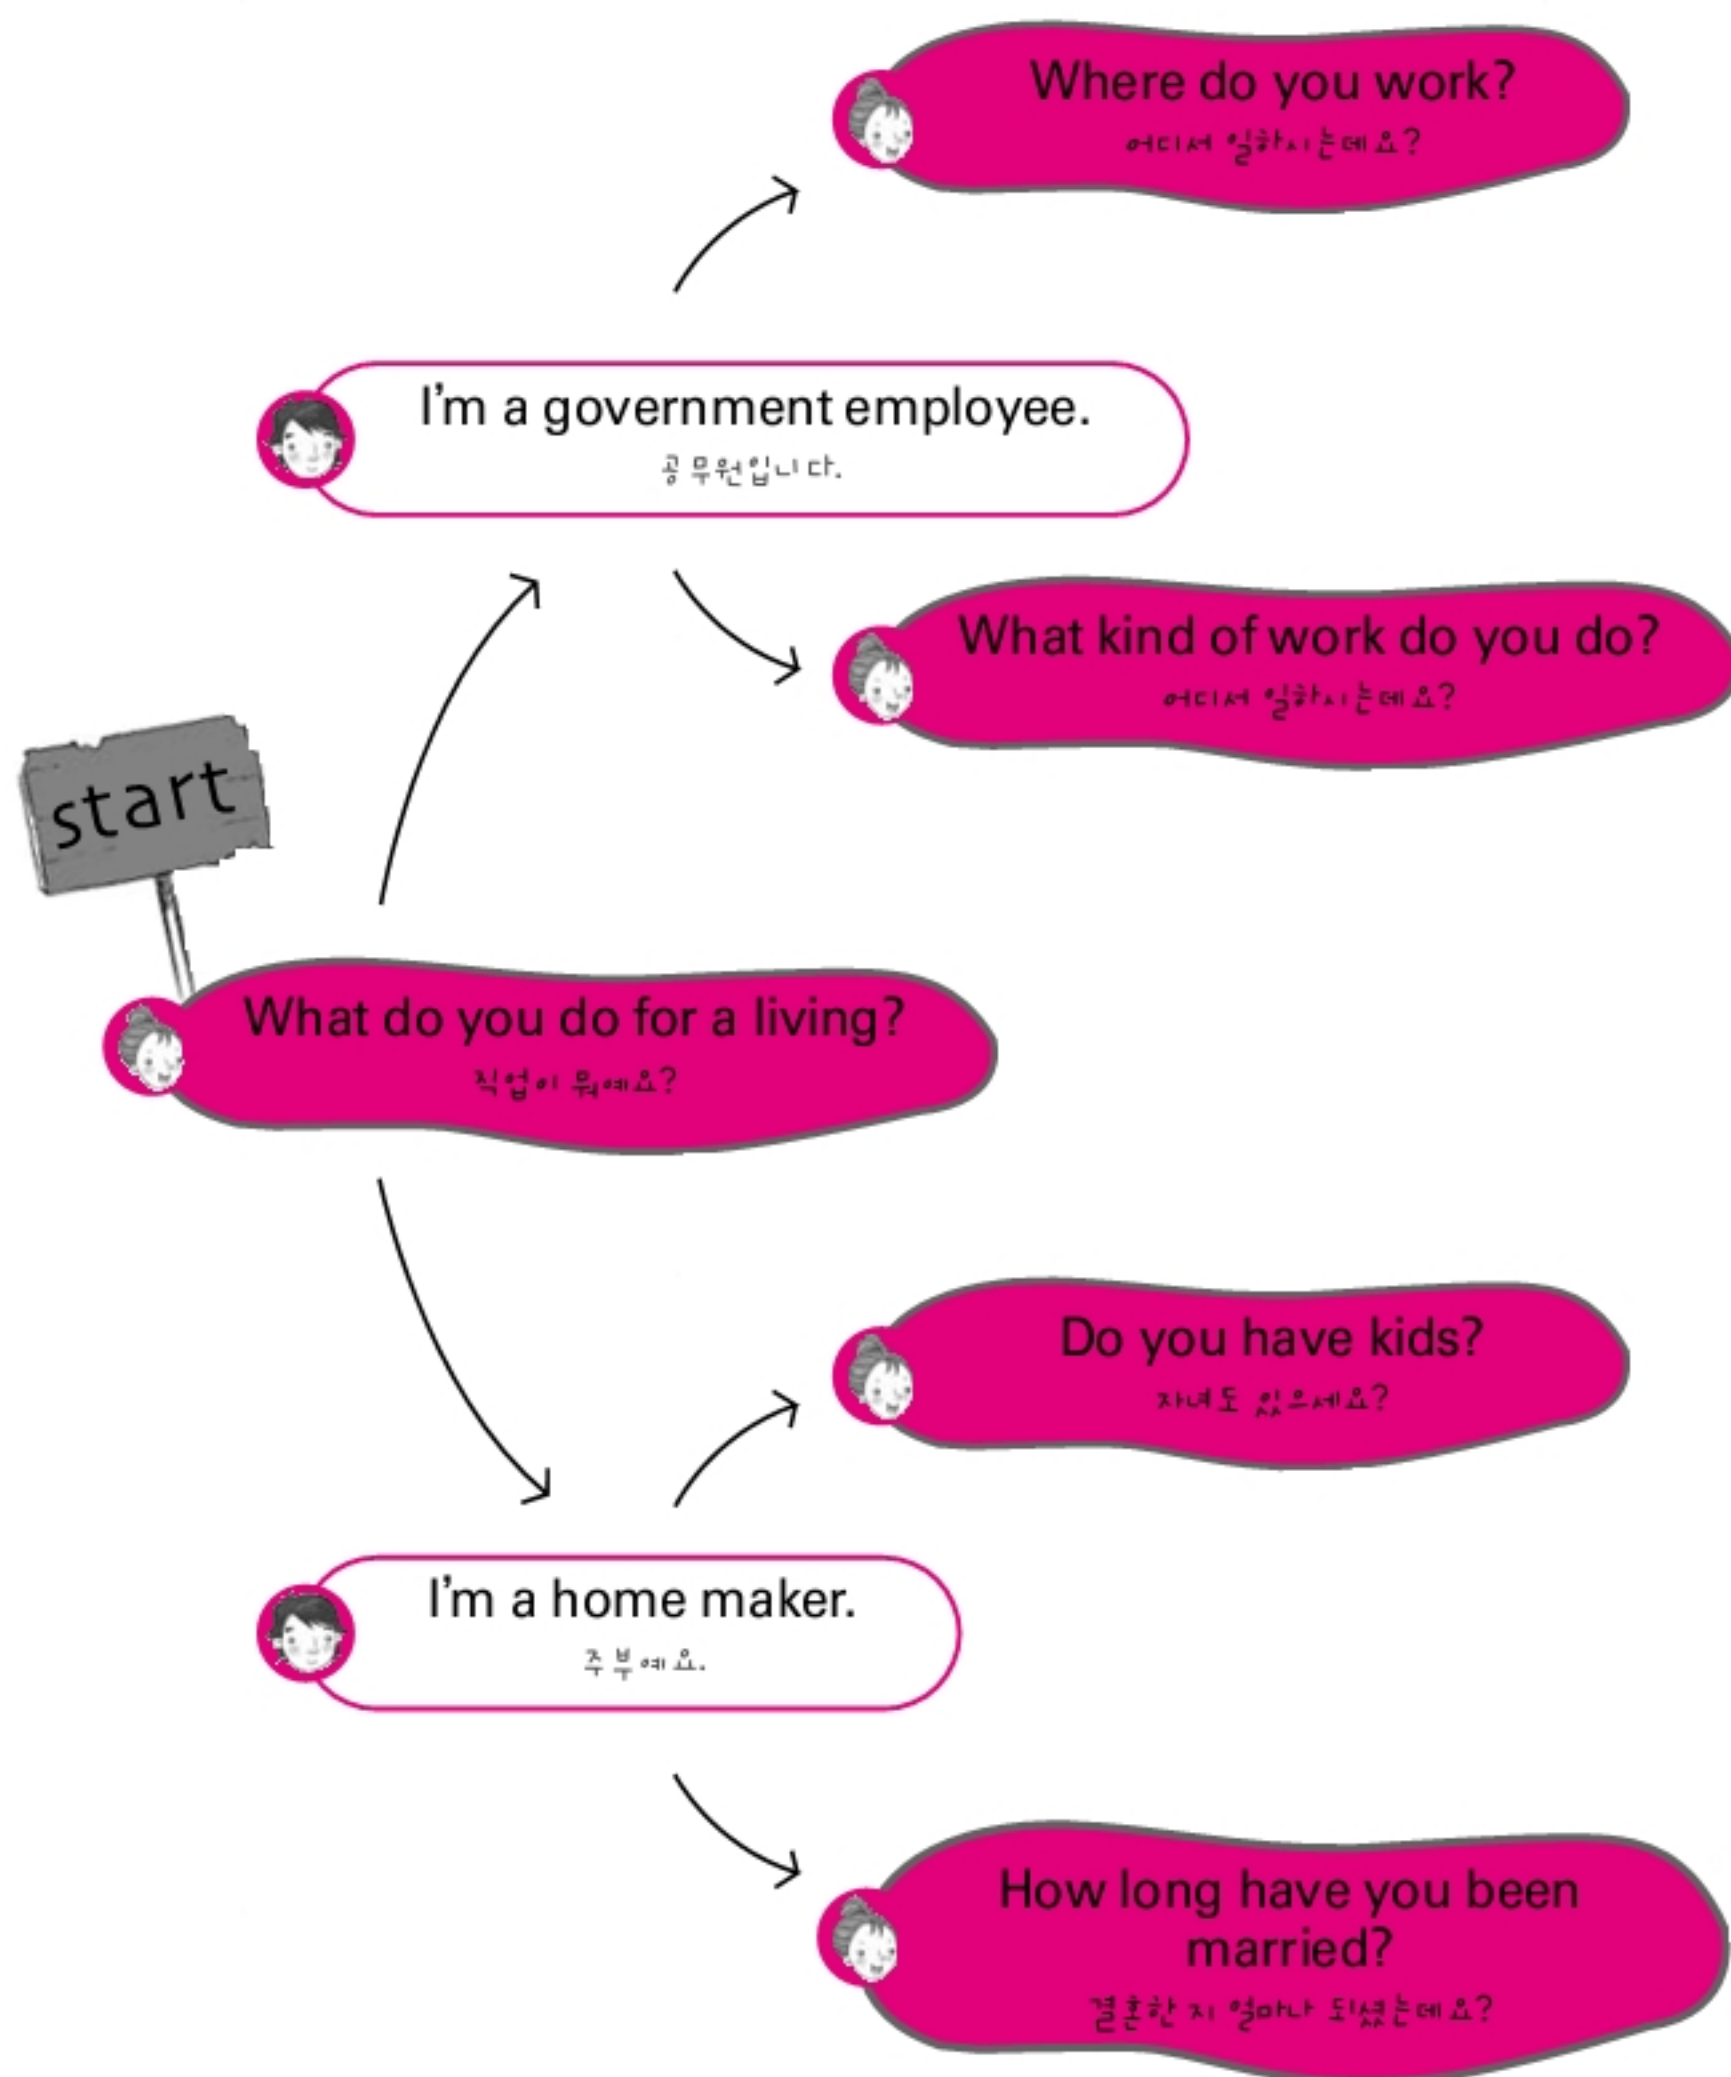 Where do you work?
어디서 일하시는데요?
I'm a government employee.
공무원입니다.
What kind of work do you do?
어디서 일하시는데요?
start
What do you do for a living?
직업이 뭐예요?
Do you have kids?
자녀도 있으세요?
I'm a home maker.
주부예요.
How long have you been
married?
결혼한 지 얼마나 되셨는데요?